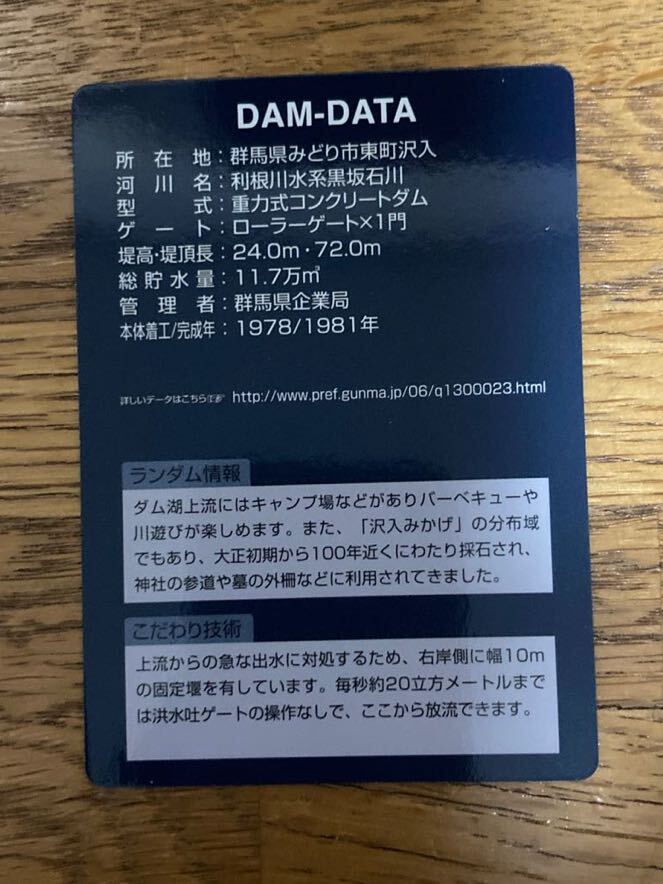 DAM-DATA
所在地：群馬県みどり市東町沢入
河川名：利根川水系黒坂石川
型式：重力式コンクリートダム
ゲート：ローラーゲート×1門
堤高・堤頂長：24.0m・72.0m
総貯水量：11.7万㎥
管理者：群馬県企業局
本体着工/完成年：1978/1981年
詳しいデータはこちら☞ http://www.pref.gunma.jp/06/q1300023.html
ランダム情報
ダム湖上流にはキャンプ場などがありバーベキューや
川遊びが楽しめます。また、「沢入みかげ」の分布域
でもあり、大正初期から100年近くにわたり採石され、
神社の参道や墓の外柵などに利用されてきました。
こだわり技術
上流からの急な出水に対処するため、右岸側に幅10m
の固定堰を有しています。毎秒約20立方メートルまで
は洪水吐ゲートの操作なしで、ここから放流できます。